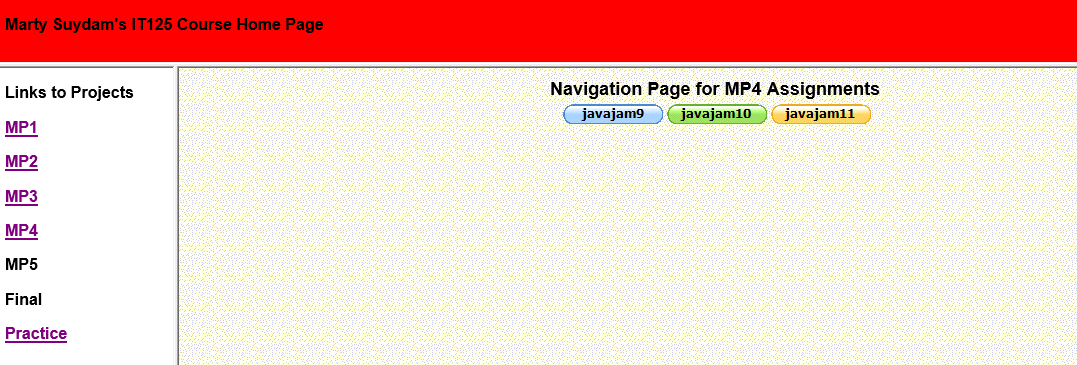 Marty Suydam's IT125 Course Home Page
Links to Projects
MP1
MP2
MP3
MP4
MP5
Final
Practice
Navigation Page for MP4 Assignments
javajam9 javajam10 javajam11